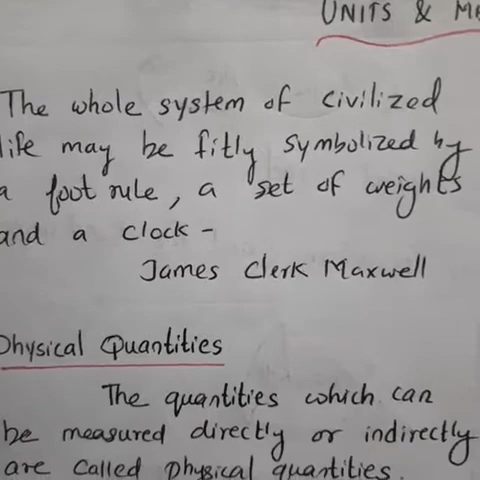 UNITS & ME
The whole system of civilized
life may be fitly symbolized by
a foot rule, a set of weights
and a clock -
James Clerk Maxwell
Physical Quantities
The quantities which can
be measured directly or indirectly
are called physical quantities.